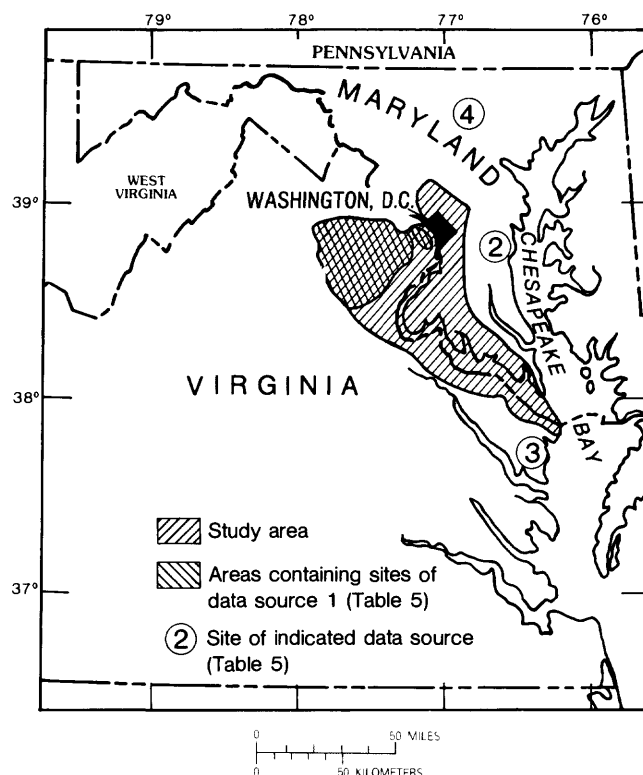 79° 78° 77° 76°
PENNSYLVANIA
MARYLAND
4
WEST
VIRGINIA
39°
WASHINGTON, D.C.
2
CHESAPEAKE
BAY
38°
VIRGINIA
3
Study area
37°
Areas containing sites of
data source 1 (Table 5)
2 Site of indicated data source
(Table 5)
0 50 MILES
0 50 KILOMETERS